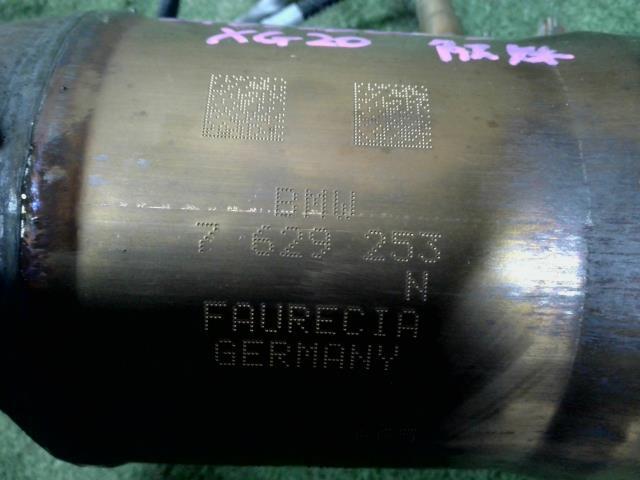 XG20
BMW
7 629 253
N
FAURECIA
GERMANY